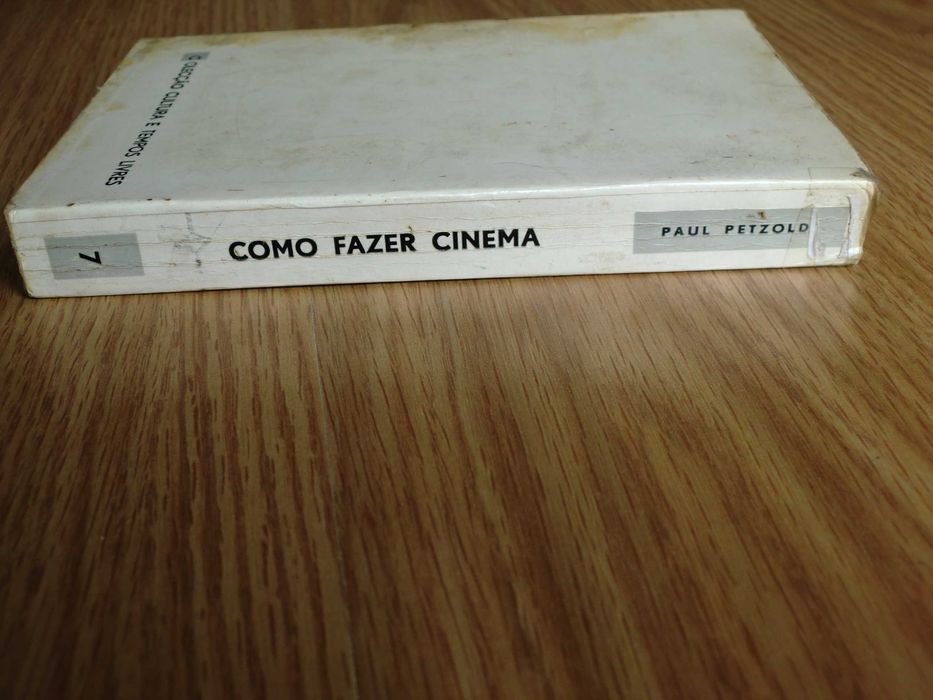 COLECÇÃO CULTURA E TEMPOS LIVRES
7
COMO FAZER CINEMA
PAUL PETZOLD